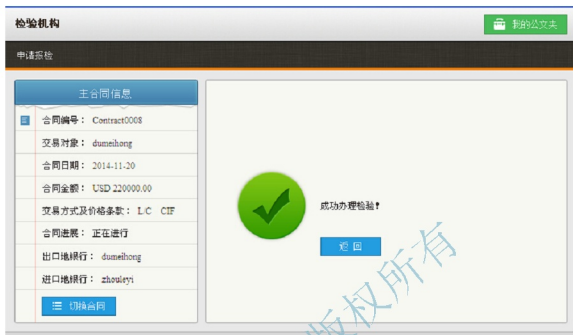 检验机构
我的公文夹
申请报检
主合同信息
合同编号： Contract0008
交易对象： dumeihong
合同日期： 2014-11-20
合同金额： USD 220000.00
交易方式及价格条款： L/C CIF
合同进展： 正在进行
出口地银行： dumeihong
进口地银行： zhouleyi
切换合同
成功办理检验！
返 回
版权所有